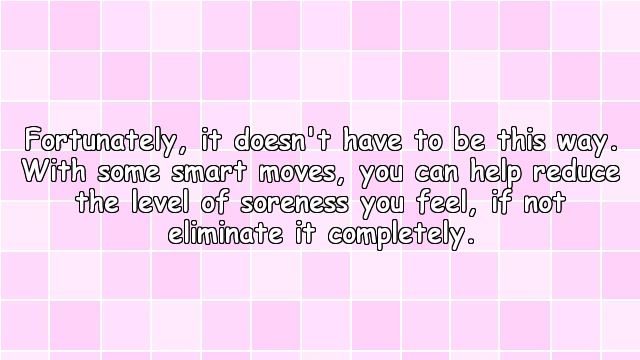 Fortunately, it doesn't have to be this way.
With some smart moves, you can help reduce
the level of soreness you feel, if not
eliminate it completely.